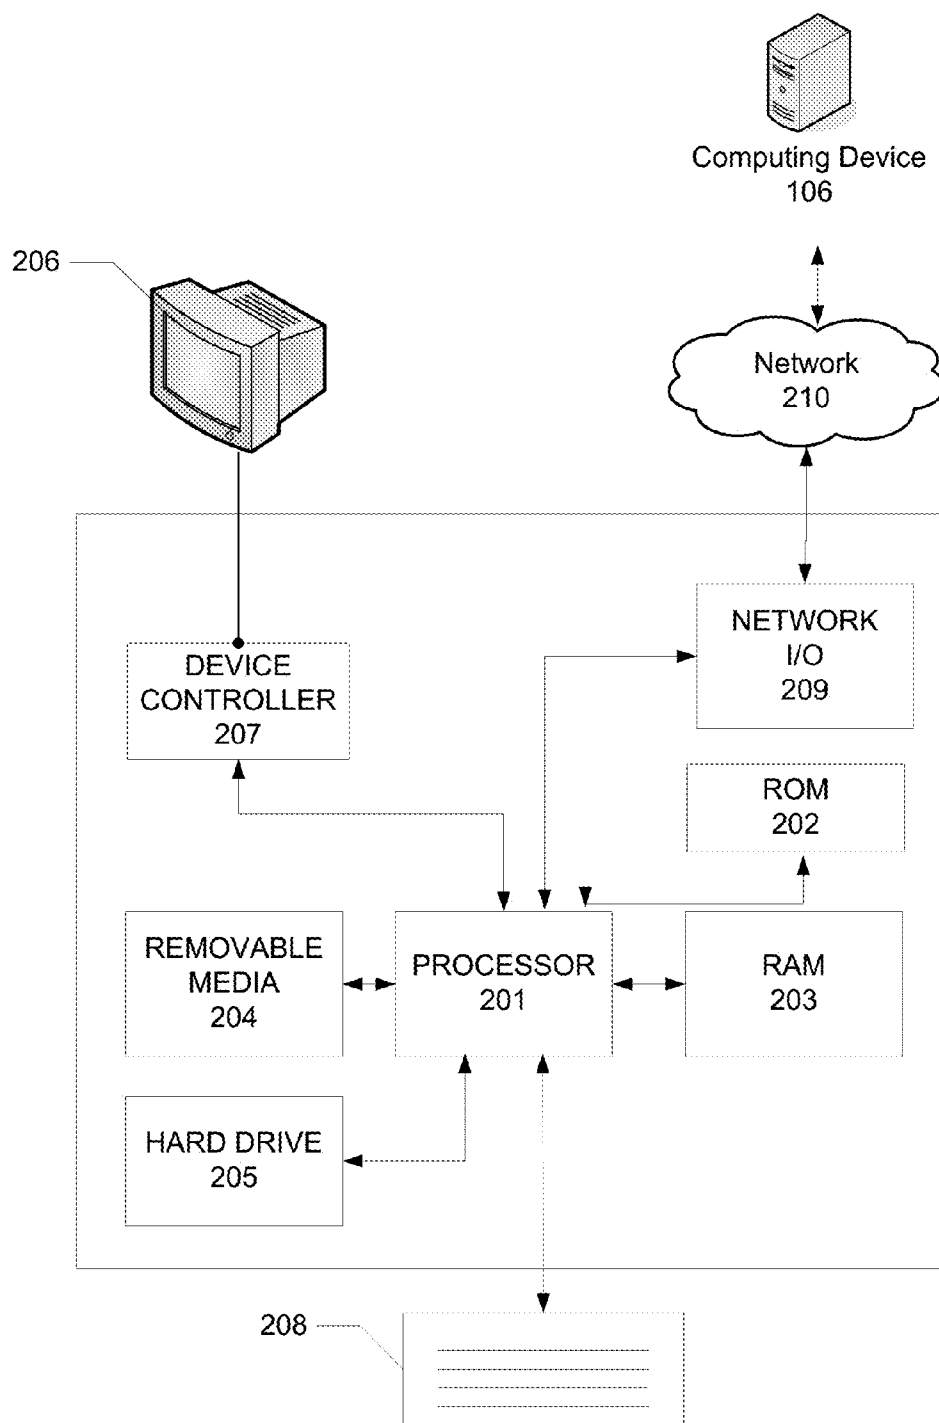 Computing Device
106
206
Network
210
NETWORK
I/O
209
DEVICE
CONTROLLER
207
ROM
202
REMOVABLE
MEDIA
204
PROCESSOR
201
RAM
203
HARD DRIVE
205
208